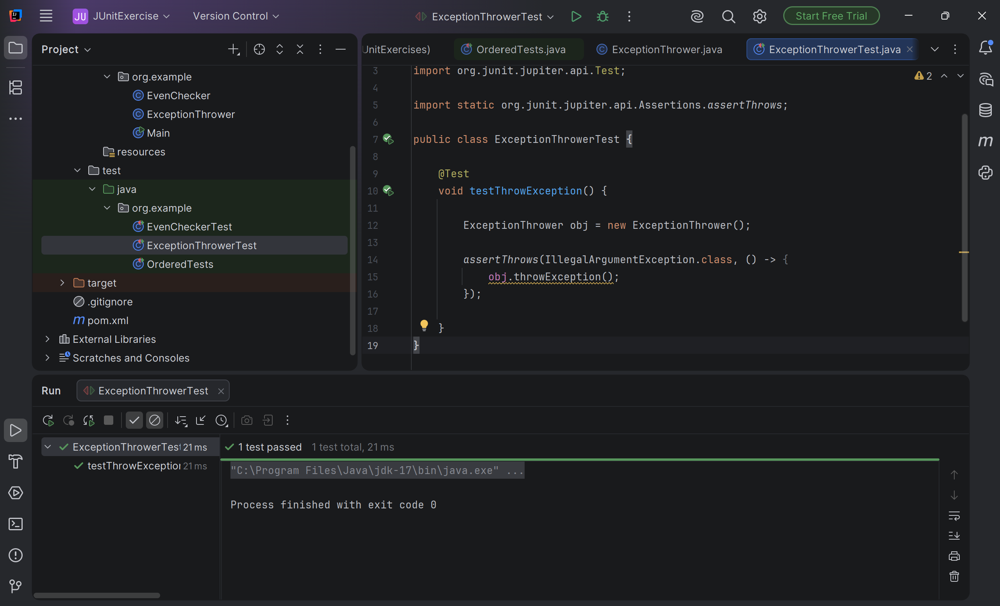 JU JUnitExercise Version Control ExceptionThrowerTest Start Free Trial
Project
org.example
EvenChecker
ExceptionThrower
Main
resources
test
java
org.example
EvenCheckerTest
ExceptionThrowerTest
OrderedTests
target
.gitignore
pom.xml
External Libraries
Scratches and Consoles
UnitExercises) OrderedTests.java ExceptionThrower.java ExceptionThrowerTest.java
2
3 import org.junit.jupiter.api.Test;
4
5 import static org.junit.jupiter.api.Assertions.assertThrows;
6
7 public class ExceptionThrowerTest {
8
9 @Test
10 void testThrowException() {
11
12 ExceptionThrower obj = new ExceptionThrower();
13
14 assertThrows(IllegalArgumentException.class, () -> {
15 obj.throwException();
16 });
17
18 }
19 }
Run ExceptionThrowerTest
ExceptionThrowerTest 21 ms
testThrowException 21 ms
1 test passed 1 test total, 21 ms
"C:\Program Files\Java\jdk-17\bin\java.exe" ...
Process finished with exit code 0